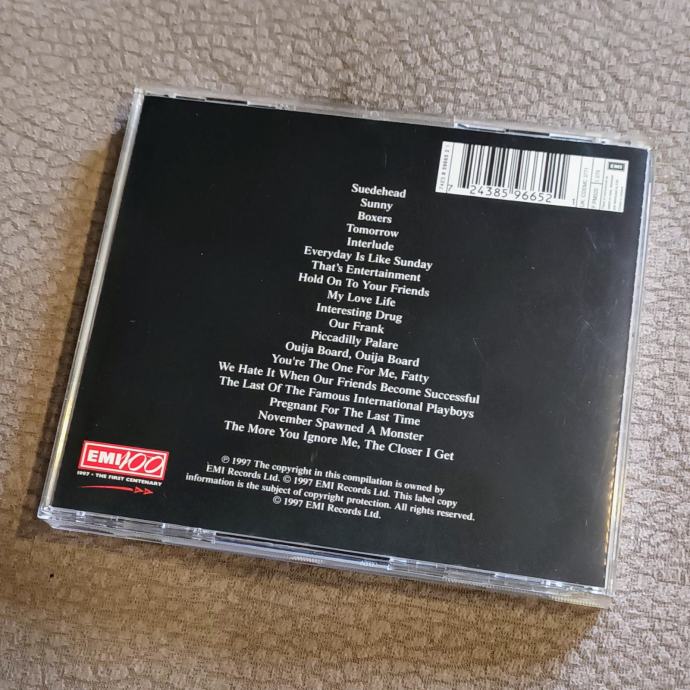 7 24385 96652 1
EMI
Suedehead
Sunny
Boxers
Tomorrow
Interlude
Everyday Is Like Sunday
That's Entertainment
Hold On To Your Friends
My Love Life
Interesting Drug
Our Frank
Piccadilly Palare
Ouija Board, Ouija Board
You're The One For Me, Fatty
We Hate It When Our Friends Become Successful
The Last Of The Famous International Playboys
Pregnant For The Last Time
November Spawned A Monster
The More You Ignore Me, The Closer I Get
EMI100
1997 • THE FIRST CENTENARY
℗ 1997 The copyright in this compilation is owned by
EMI Records Ltd. © 1997 EMI Records Ltd. This label copy
information is the subject of copyright protection. All rights reserved.
© 1997 EMI Records Ltd.